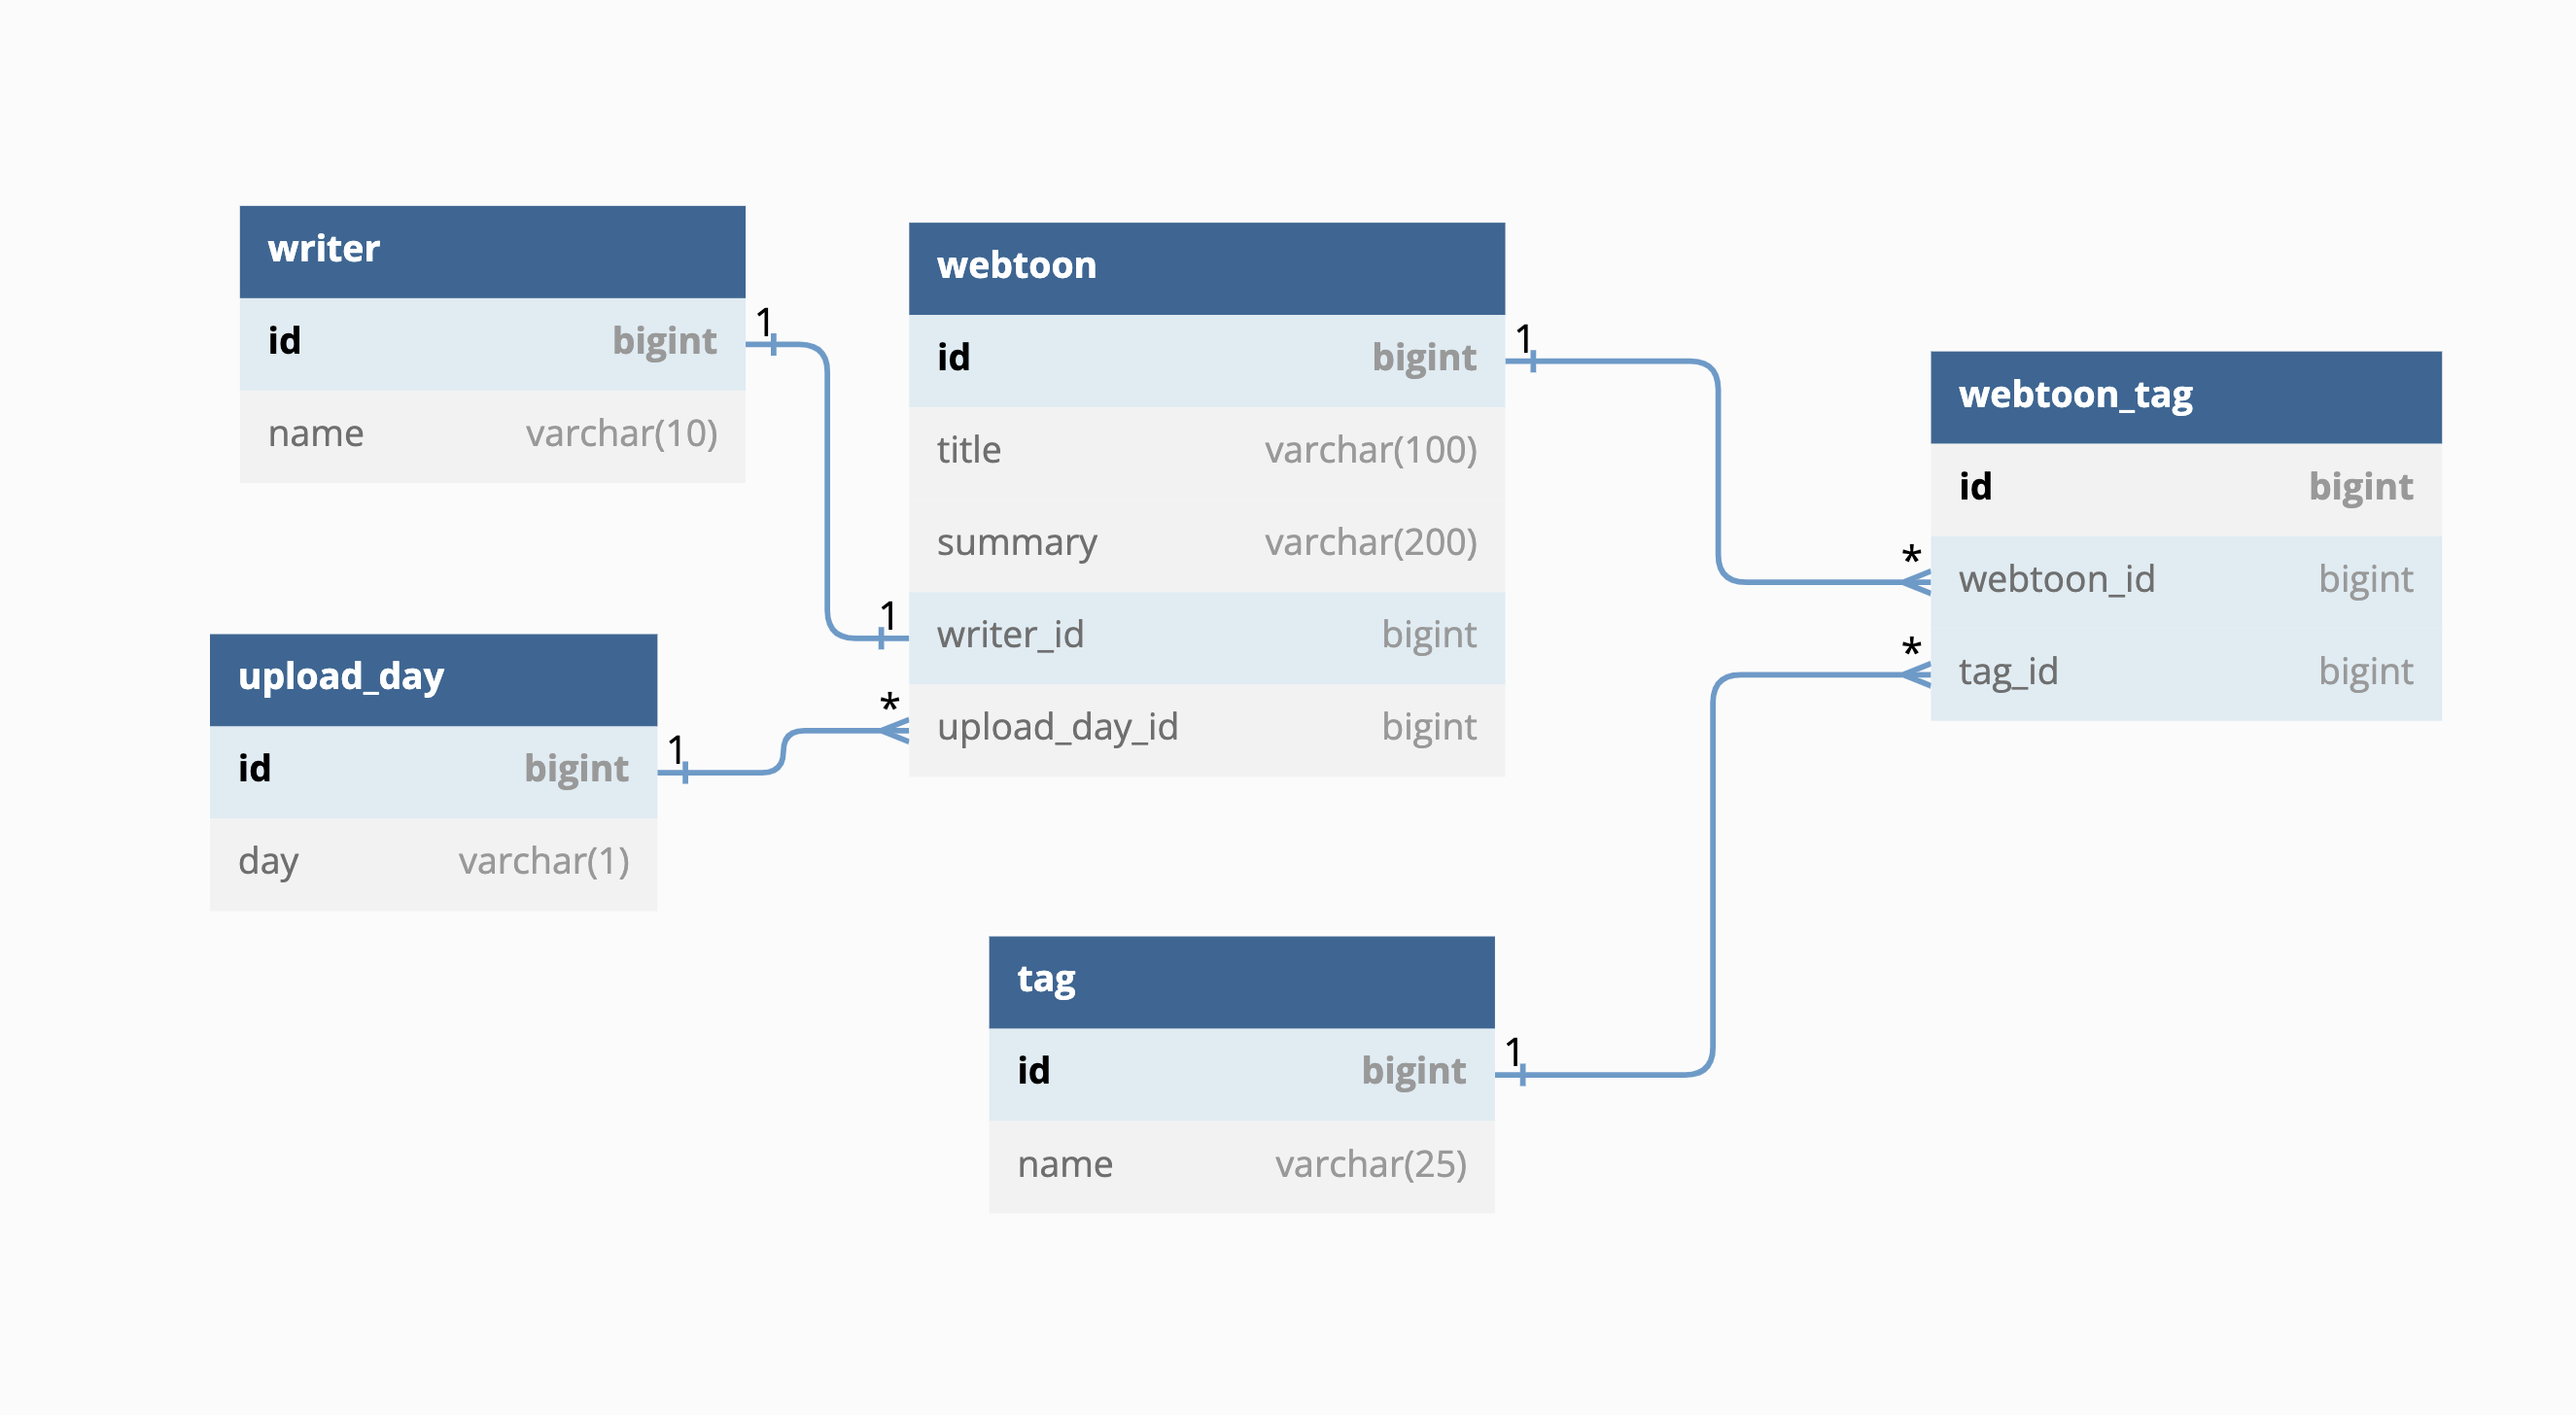 writer
id bigint
name varchar(10)
1
webtoon
id bigint
title varchar(100)
summary varchar(200)
writer_id bigint
upload_day_id bigint
1
*
1
upload_day
id bigint
day varchar(1)
1
webtoon_tag
id bigint
webtoon_id bigint
tag_id bigint
*
*
tag
id bigint
name varchar(25)
1